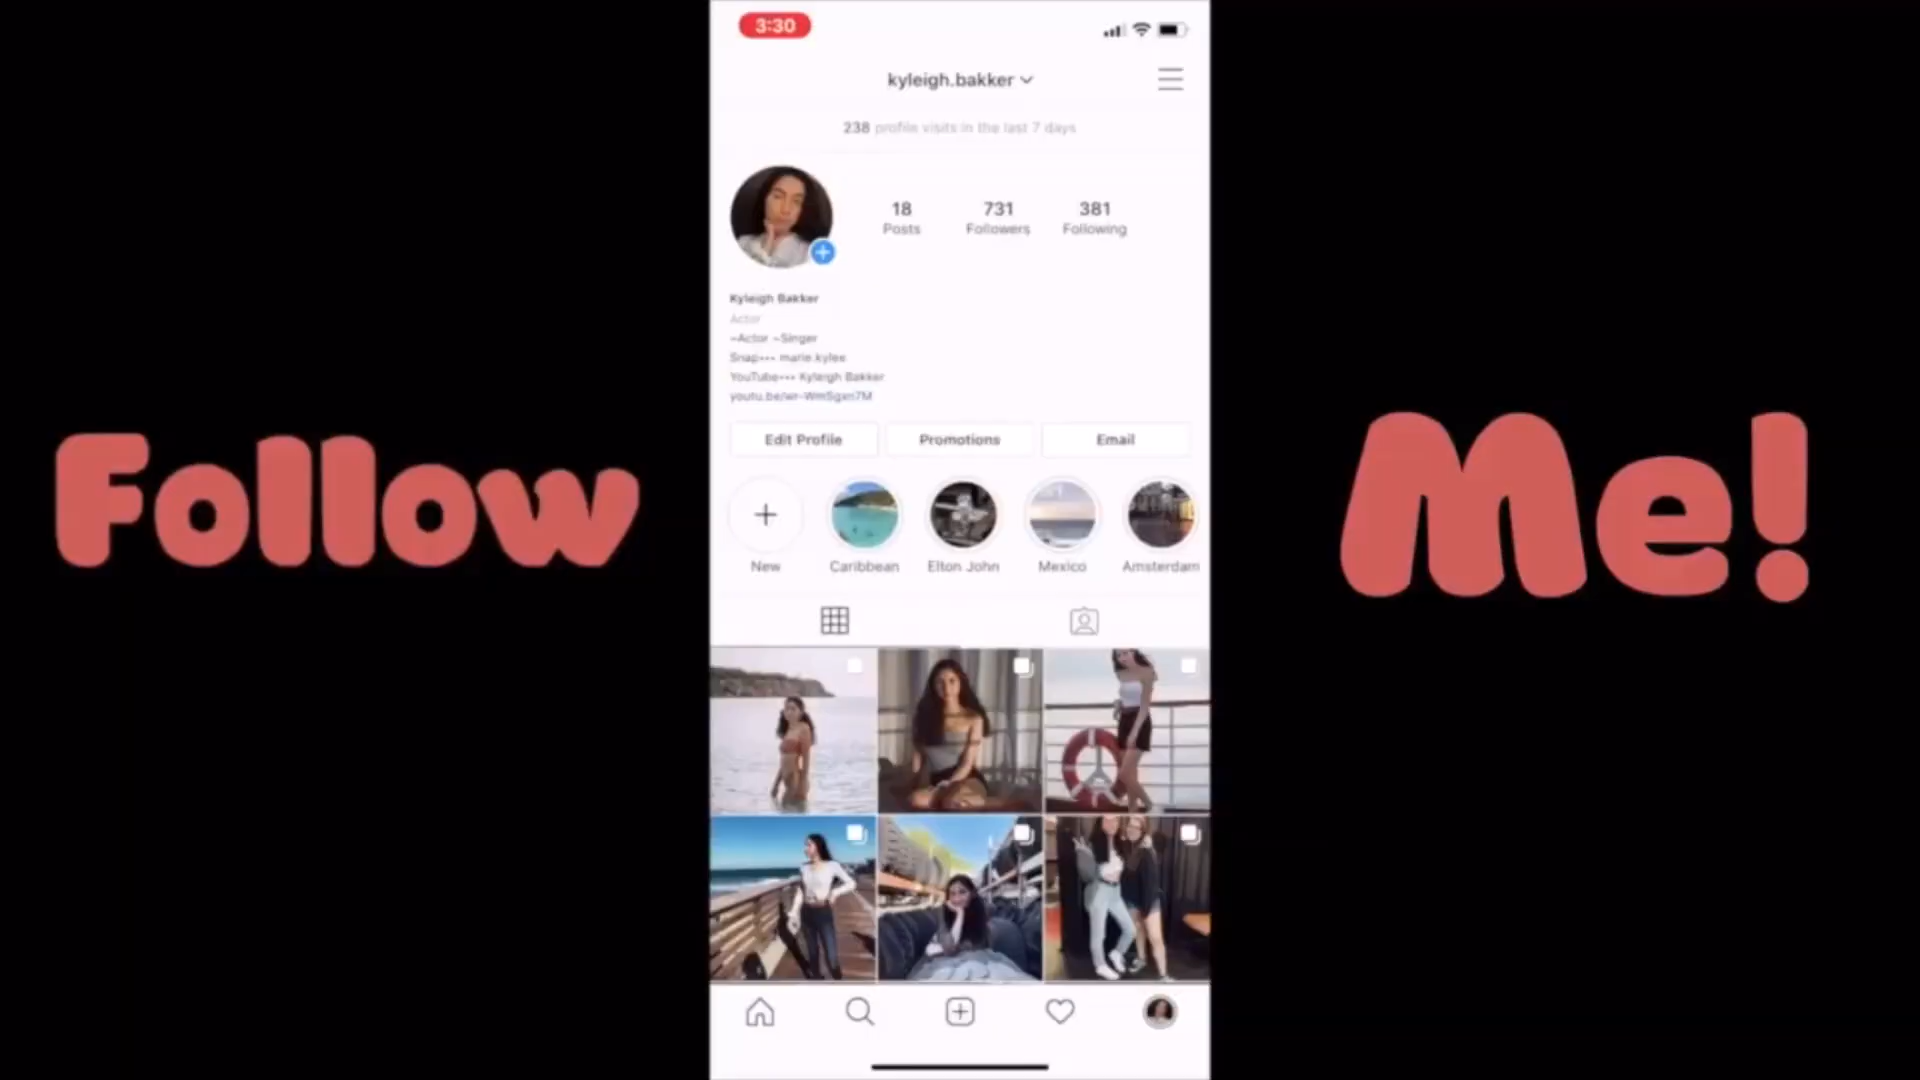 3:30
kyleigh.bakker
238 profile visits in the last 7 days
18 731 381
Posts Followers Following
Kyleigh Bakker
Actor
~Actor ~Singer
Snap••• marie.kylee
YouTube••• Kyleigh Bakker
Edit Profile Promotions Email
New Caribbean Elton John Mexico Amsterdam
Follow Me!